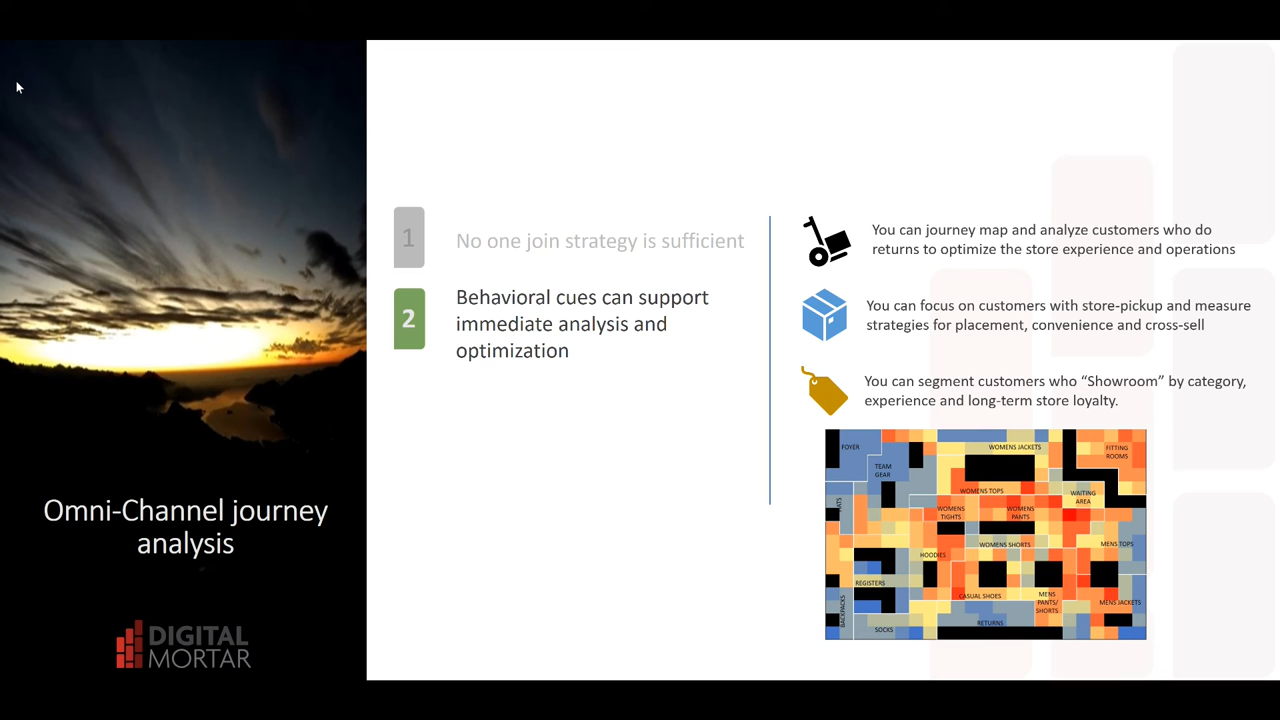 Omni-Channel journey
analysis
DIGITAL
MORTAR
1
No one join strategy is sufficient
2
Behavioral cues can support
immediate analysis and
optimization
You can journey map and analyze customers who do
returns to optimize the store experience and operations
You can focus on customers with store-pickup and measure
strategies for placement, convenience and cross-sell
You can segment customers who “Showroom” by category,
experience and long-term store loyalty.
FOYER
WOMENS JACKETS
FITTING
ROOMS
TEAM
GEAR
WOMENS TOPS
WAITING
AREA
HATS
WOMENS
TIGHTS
WOMENS
PANTS
WOMENS SHORTS
MENS TOPS
HOODIES
REGISTERS
CASUAL SHOES
MENS
PANTS/
SHORTS
MENS JACKETS
BACKPACKS
RETURNS
SOCKS